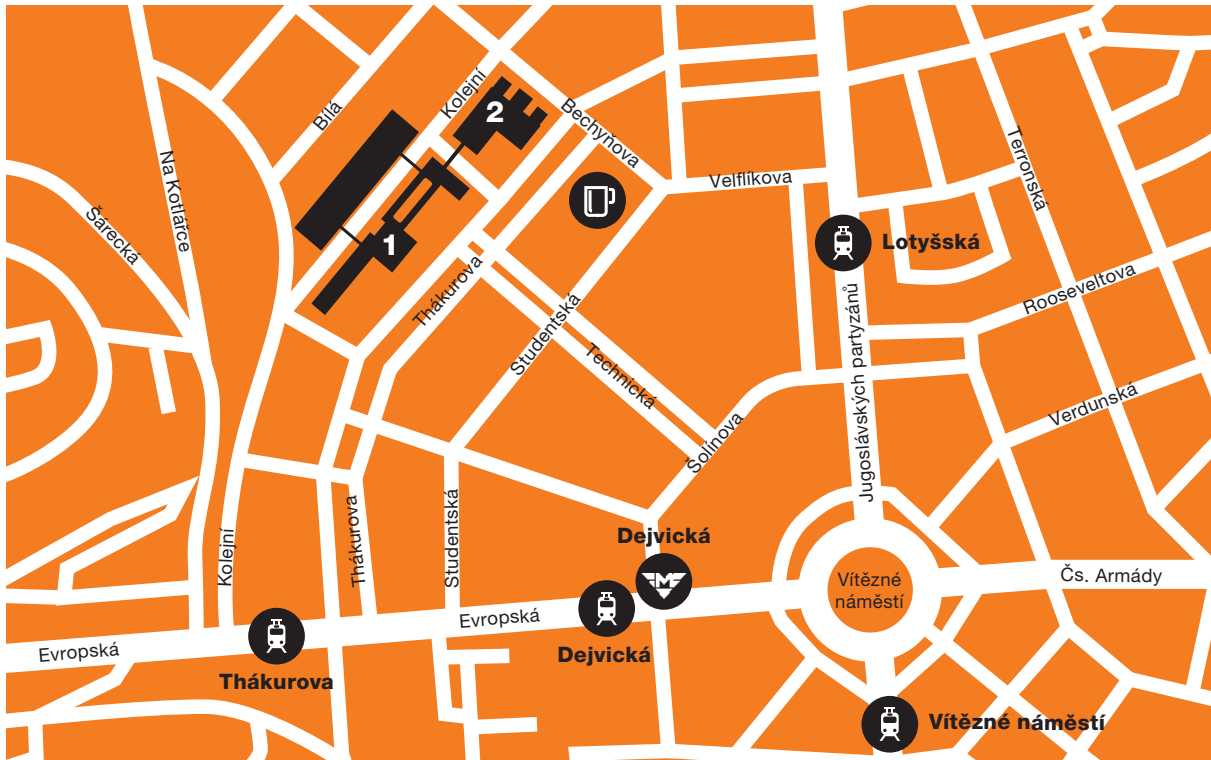 Kolejní
2
Bílá
Bechyňova
Na Kotlářce
Terronská
Velflíkova
Šárecká
1
Lotyšská
Thákurova
Rooseveltova
Studentská
Jugoslávských partyzánů
Technická
Verdunská
Šolínova
Kolejní
Thákurova
Studentská
Dejvická
M
Vítězné
náměstí
Čs. Armády
Evropská
Evropská
Dejvická
Thákurova
Vítězné náměstí